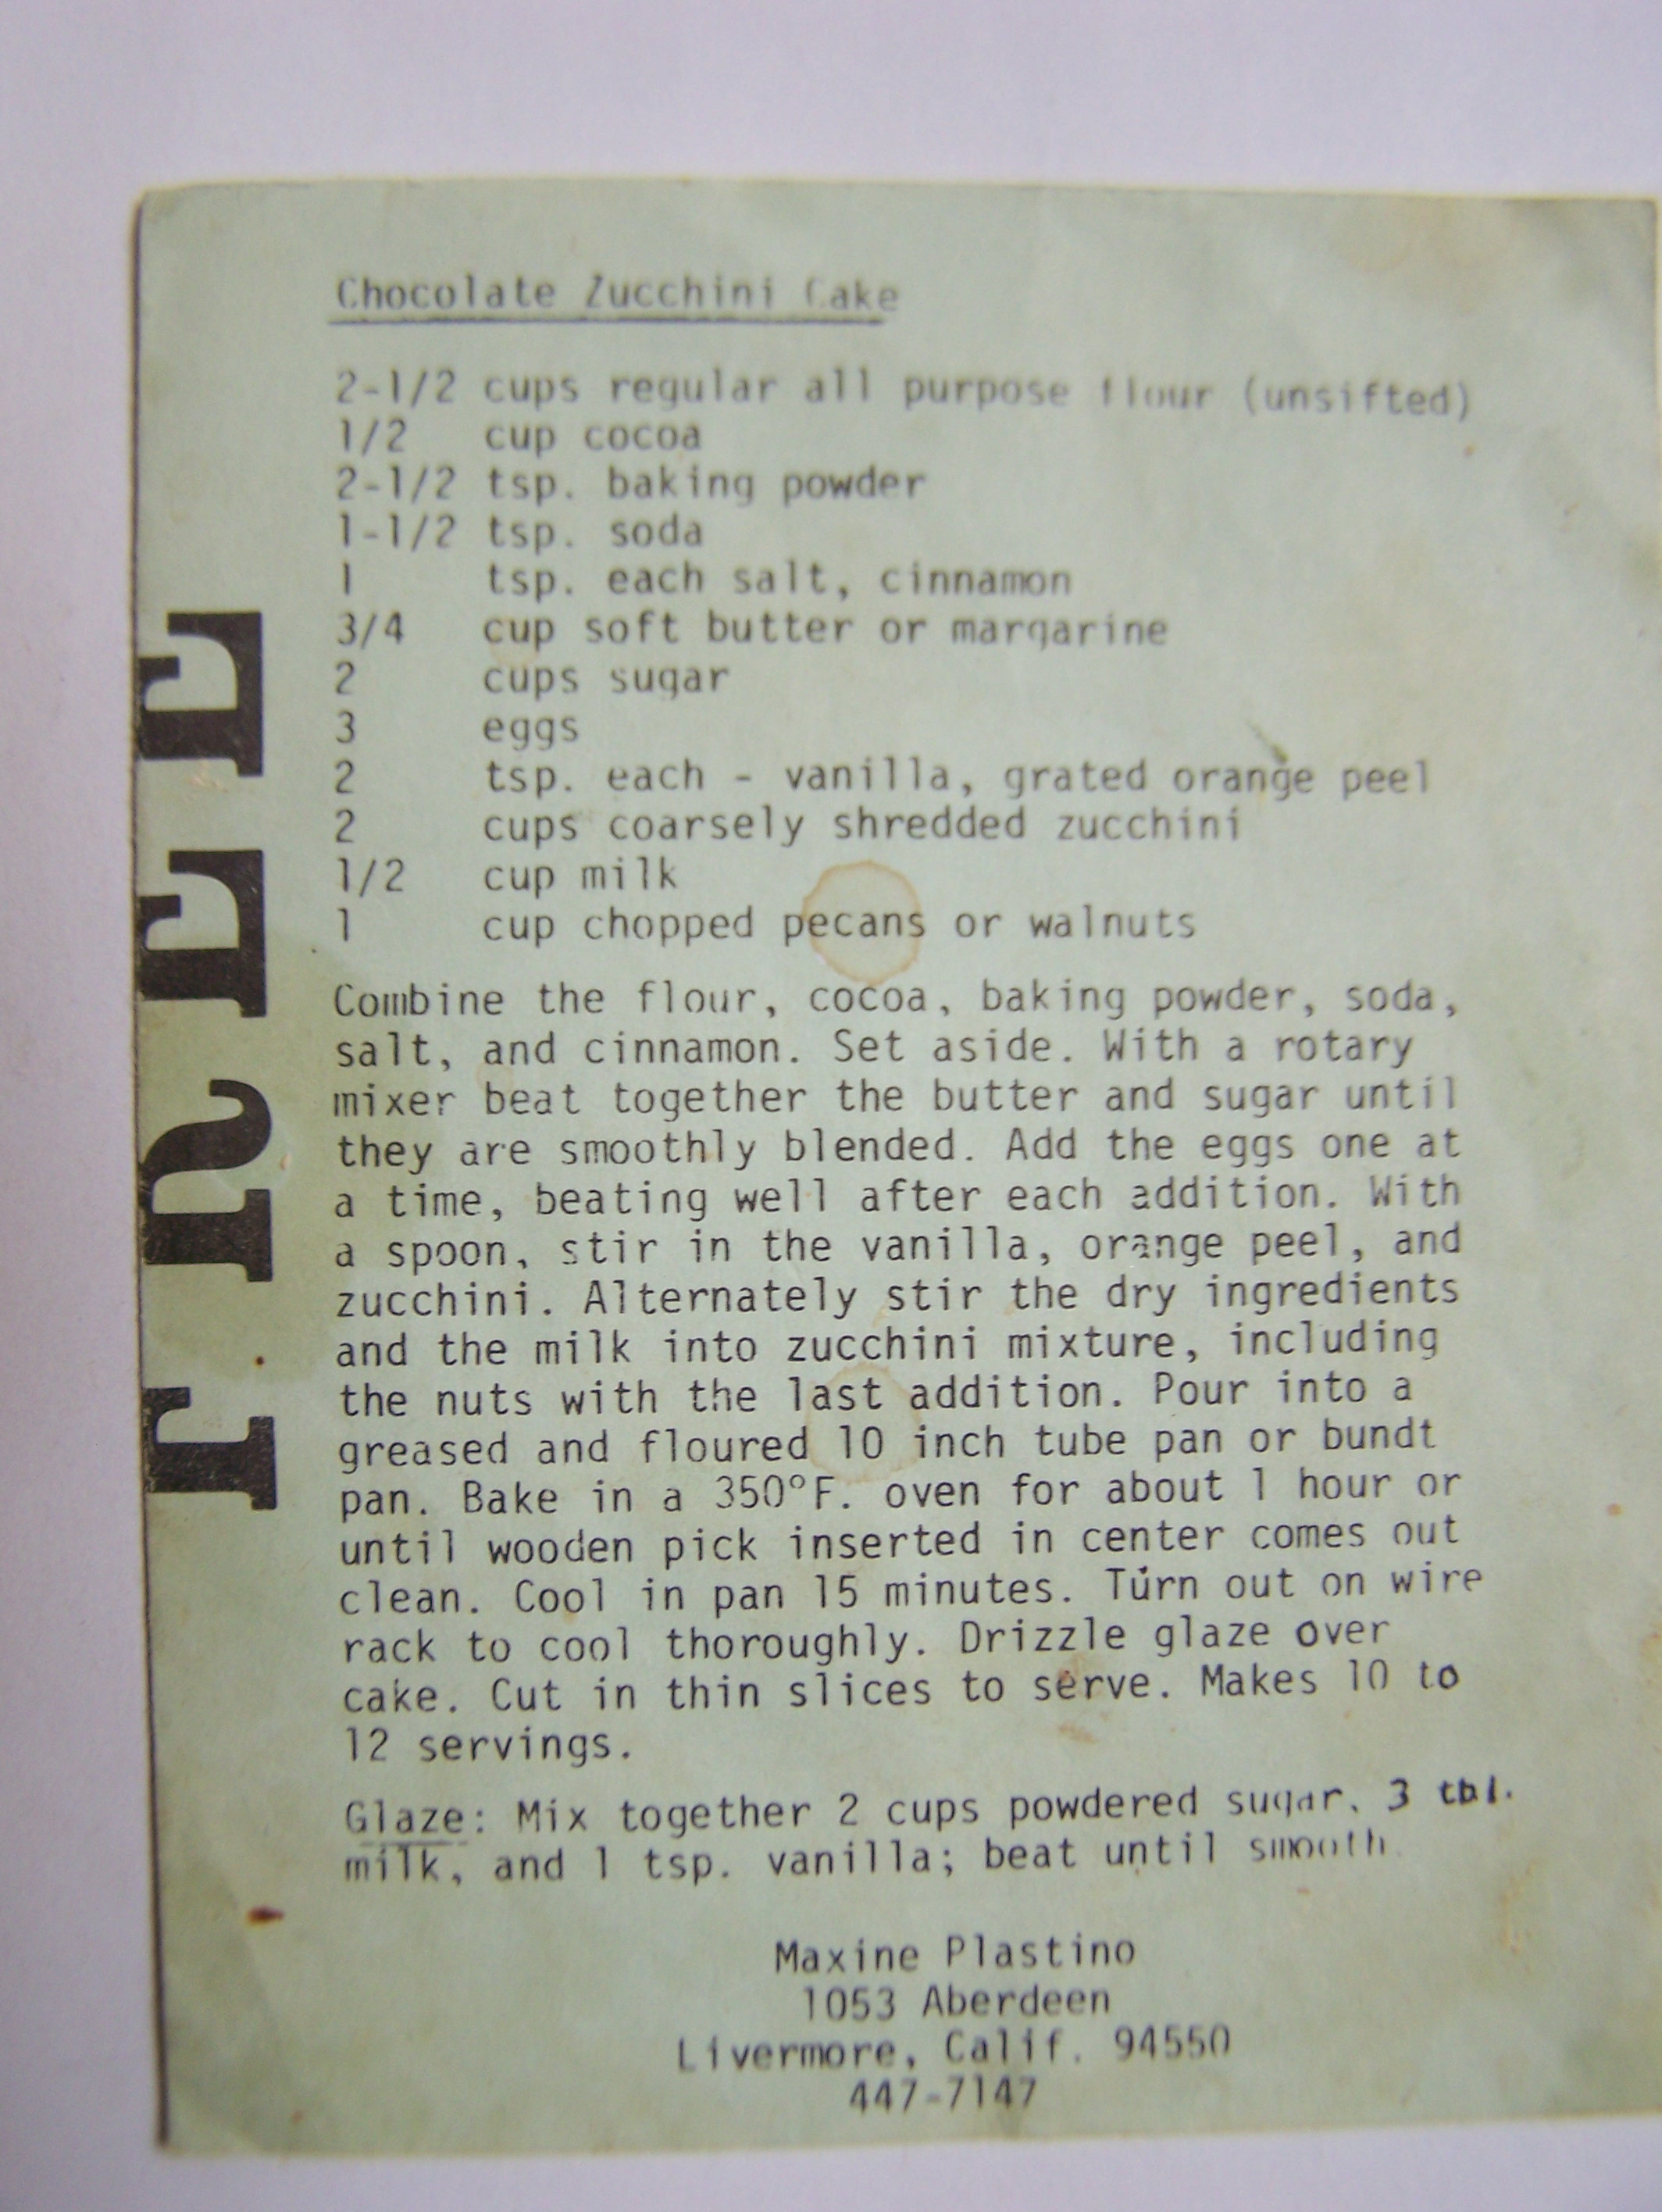 Chocolate Zucchini Cake
2-1/2 cups regular all purpose flour (unsifted)
1/2 cup cocoa
2-1/2 tsp. baking powder
1-1/2 tsp. soda
1 tsp. each salt, cinnamon
3/4 cup soft butter or margarine
2 cups sugar
3 eggs
2 tsp. each - vanilla, grated orange peel
2 cups coarsely shredded zucchini
1/2 cup milk
1 cup chopped pecans or walnuts
Combine the flour, cocoa, baking powder, soda,
salt, and cinnamon. Set aside. With a rotary
mixer beat together the butter and sugar until
they are smoothly blended. Add the eggs one at
a time, beating well after each addition. With
a spoon, stir in the vanilla, orange peel, and
zucchini. Alternately stir the dry ingredients
and the milk into zucchini mixture, including
the nuts with the last addition. Pour into a
greased and floured 10 inch tube pan or bundt
pan. Bake in a 350°F. oven for about 1 hour or
until wooden pick inserted in center comes out
clean. Cool in pan 15 minutes. Turn out on wire
rack to cool thoroughly. Drizzle glaze over
cake. Cut in thin slices to serve. Makes 10 to
12 servings.
Glaze: Mix together 2 cups powdered sugar, 3 tbl.
milk, and 1 tsp. vanilla; beat until smooth.
Maxine Plastino
1053 Aberdeen
Livermore, Calif. 94550
447-7147